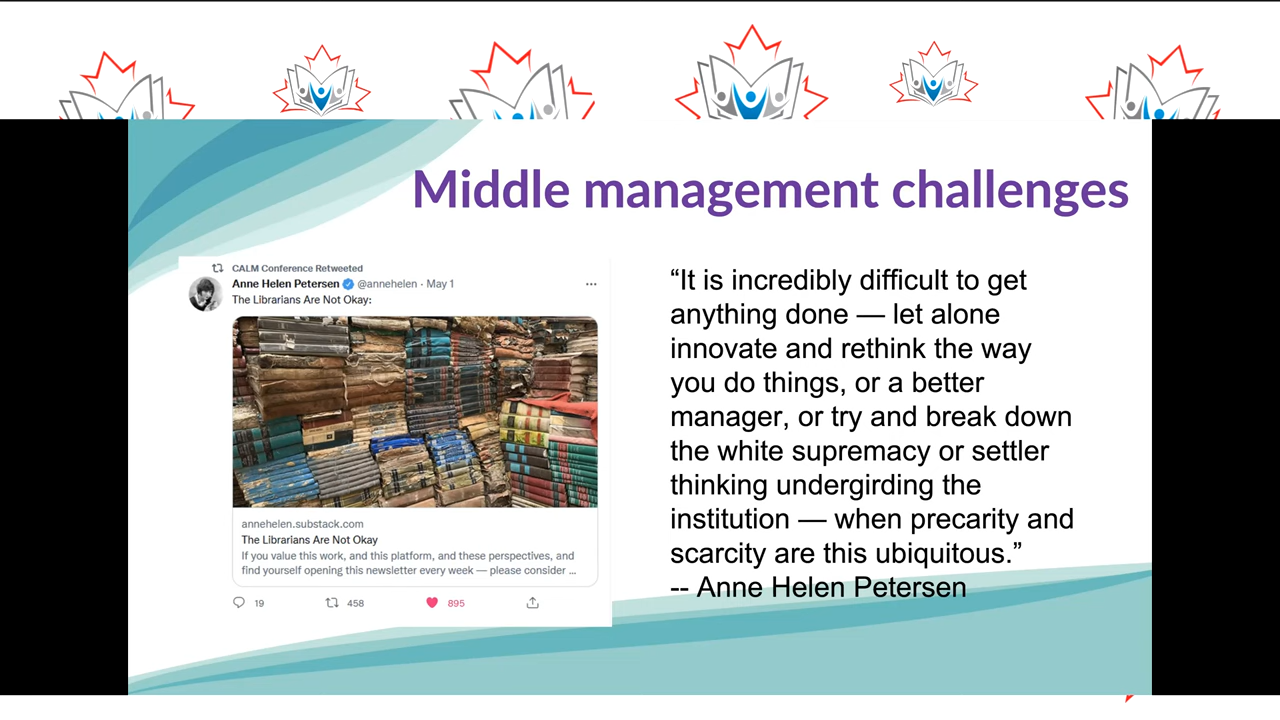 Middle management challenges
CALM Conference Retweeted
Anne Helen Petersen @annehelen · May 1
The Librarians Are Not Okay:
annehelen.substack.com
The Librarians Are Not Okay
If you value this work, and this platform, and these perspectives, and
find yourself opening this newsletter every week — please consider ...
19 458 895
“It is incredibly difficult to get
anything done — let alone
innovate and rethink the way
you do things, or a better
manager, or try and break down
the white supremacy or settler
thinking undergirding the
institution — when precarity and
scarcity are this ubiquitous.”
-- Anne Helen Petersen